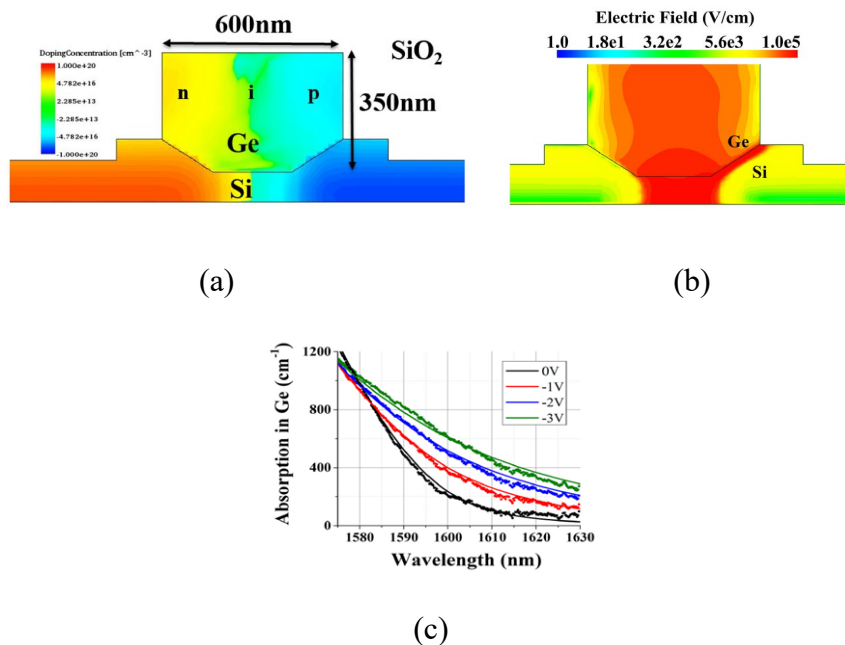 600nm
SiO2
DopingConcentration [cm^-3]
1.000e+20
4.782e+16
2.285e+13
-4.782e+16
-1.000e+20
n
i
p
350nm
Ge
Si
(a)
Electric Field (V/cm)
1.0 1.8e1 3.2e2 5.6e3 1.0e5
Ge
Si
(b)
Absorption in Ge (cm-1)
1200
800
400
0
0V
-1V
-2V
-3V
1580 1590 1600 1610 1620 1630
Wavelength (nm)
(c)